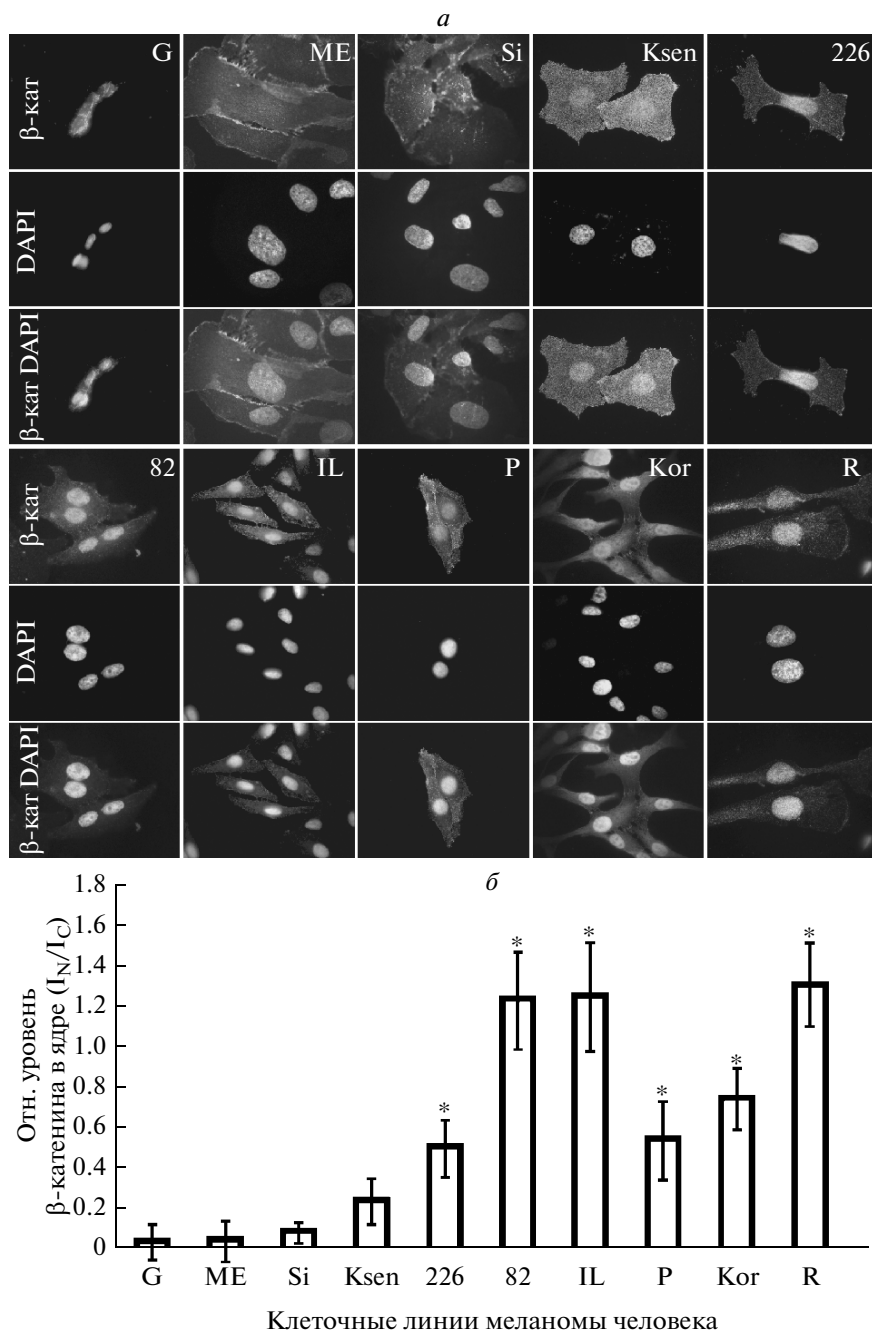 а
G ME Si Ksen 226
β-кат
DAPI
β-кат DAPI
82 IL P Kor R
β-кат
DAPI
β-кат DAPI
б
1.8
1.6
1.4
1.2
1.0
0.8
0.6
0.4
0.2
0
Отн. уровень
β-катенина в ядре (I_N/I_C)
* * * * * *
G ME Si Ksen 226 82 IL P Kor R
Клеточные линии меланомы человека